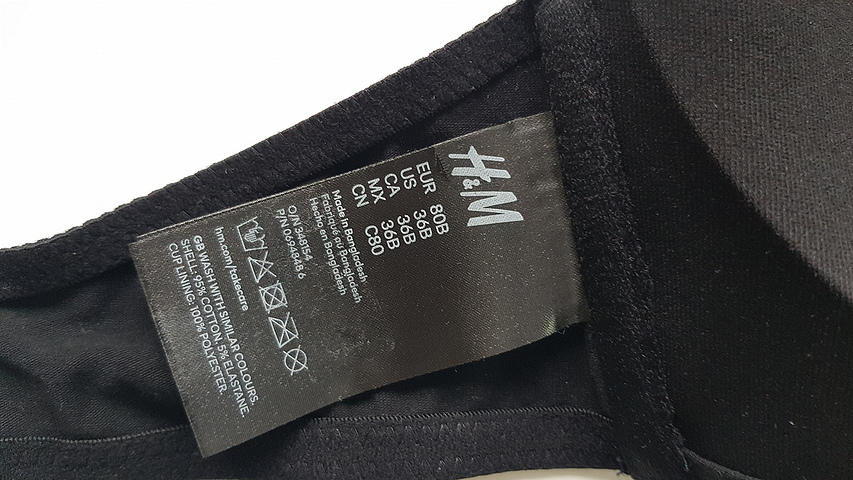 H&M
EUR 80B
US 36B
CA 36B
MX 36B
CN C80
Made in Bangladesh
Fabriqué au Bangladesh
Hecho en Bangladesh
O/N 348154
P/N 06943486
hm.com/takecare
GB WASH WITH SIMILAR COLOURS.
SHELL: 95% COTTON. 5% ELASTANE.
CUP LINING: 100% POLYESTER.